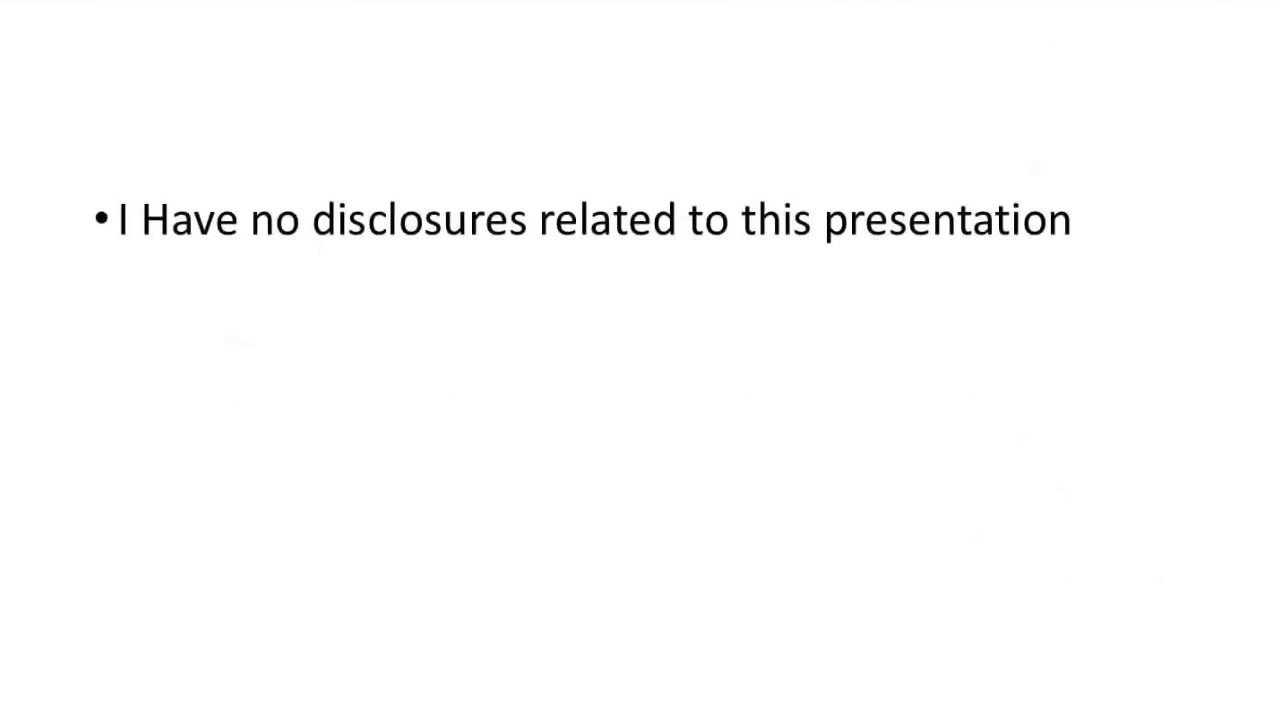 • I Have no disclosures related to this presentation